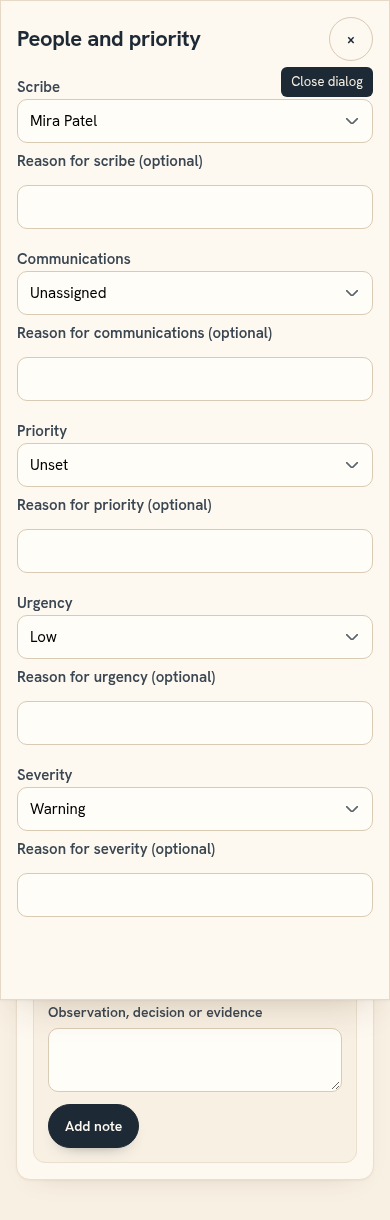 People and priority
×
Close dialog
Scribe
Mira Patel
Reason for scribe (optional)
Communications
Unassigned
Reason for communications (optional)
Priority
Unset
Reason for priority (optional)
Urgency
Low
Reason for urgency (optional)
Severity
Warning
Reason for severity (optional)
Observation, decision or evidence
Add note